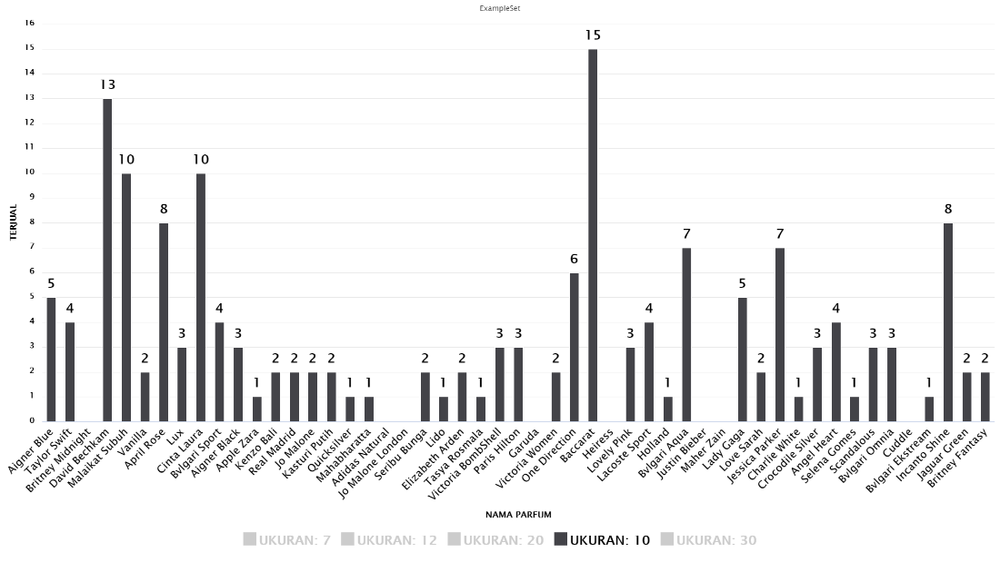 ExampleSet
16
15
14
13
12
11
10
9
8
7
6
5
4
3
2
1
0
TERJUAL
5
4
13
10
2
8
3
10
4
3
1
2
2
2
2
1
1
2
1
2
1
3
3
2
6
15
3
4
1
7
5
2
7
1
3
4
1
3
3
1
8
2
2
Aigner Blue
Taylor Swift
Britney Midnight
David Bechkam
Malaikat Subuh
Vanilla
April Rose
Lux
Cinta Laura
Bvlgari Sport
Aigner Black
Apple Zara
Kenzo Bali
Real Madrid
Jo Malone
Kasturi Putih
Quicksilver
Mahabharatta
Adidas Natural
Jo Malone London
Seribu Bunga
Lido
Elizabeth Arden
Tasya Rosmala
Victoria BombShell
Paris Hilton
Garuda
Victoria Women
One Direction
Baccarat
Heiress
Lovely Pink
Lacoste Sport
Holland
Bvlgari Aqua
Justin Bieber
Maher Zain
Lady Gaga
Love Sarah
Jessica Parker
Charlie White
Crocodile Silver
Angel Heart
Selena Gomes
Scandalous
Bvlgari Omnia
Cuddle
Bvlgari Ekstream
Incanto Shine
Jaguar Green
Britney Fantasy
NAMA PARFUM
UKURAN: 7 UKURAN: 12 UKURAN: 20 UKURAN: 10 UKURAN: 30